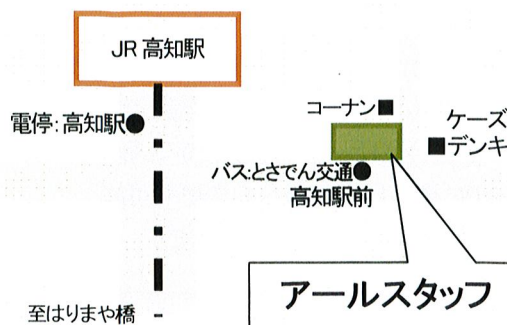 JR 高知駅
電停：高知駅●
コーナン■
ケーズ
■デンキ
バス:とさでん交通●
高知駅前
アールスタッフ
至はりまや橋